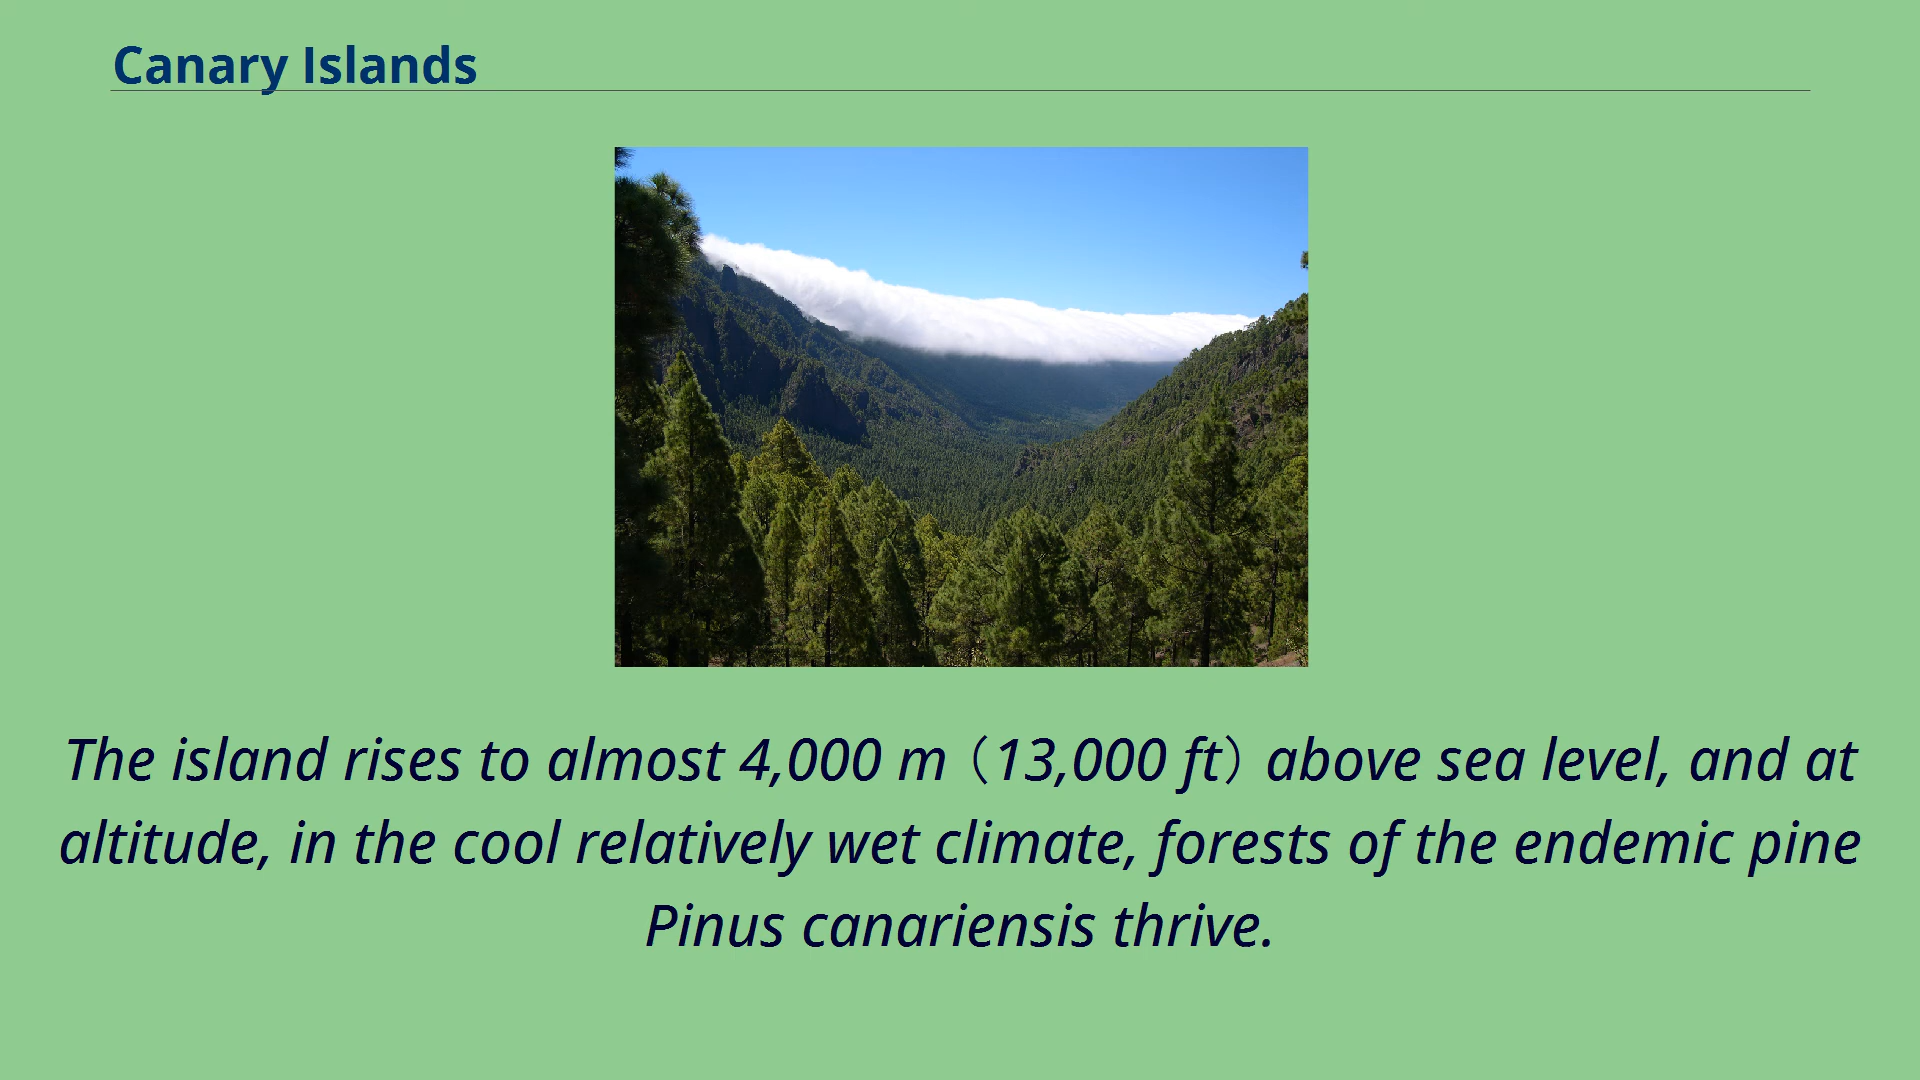 Canary Islands
The island rises to almost 4,000 m（13,000 ft）above sea level, and at
altitude, in the cool relatively wet climate, forests of the endemic pine
Pinus canariensis thrive.